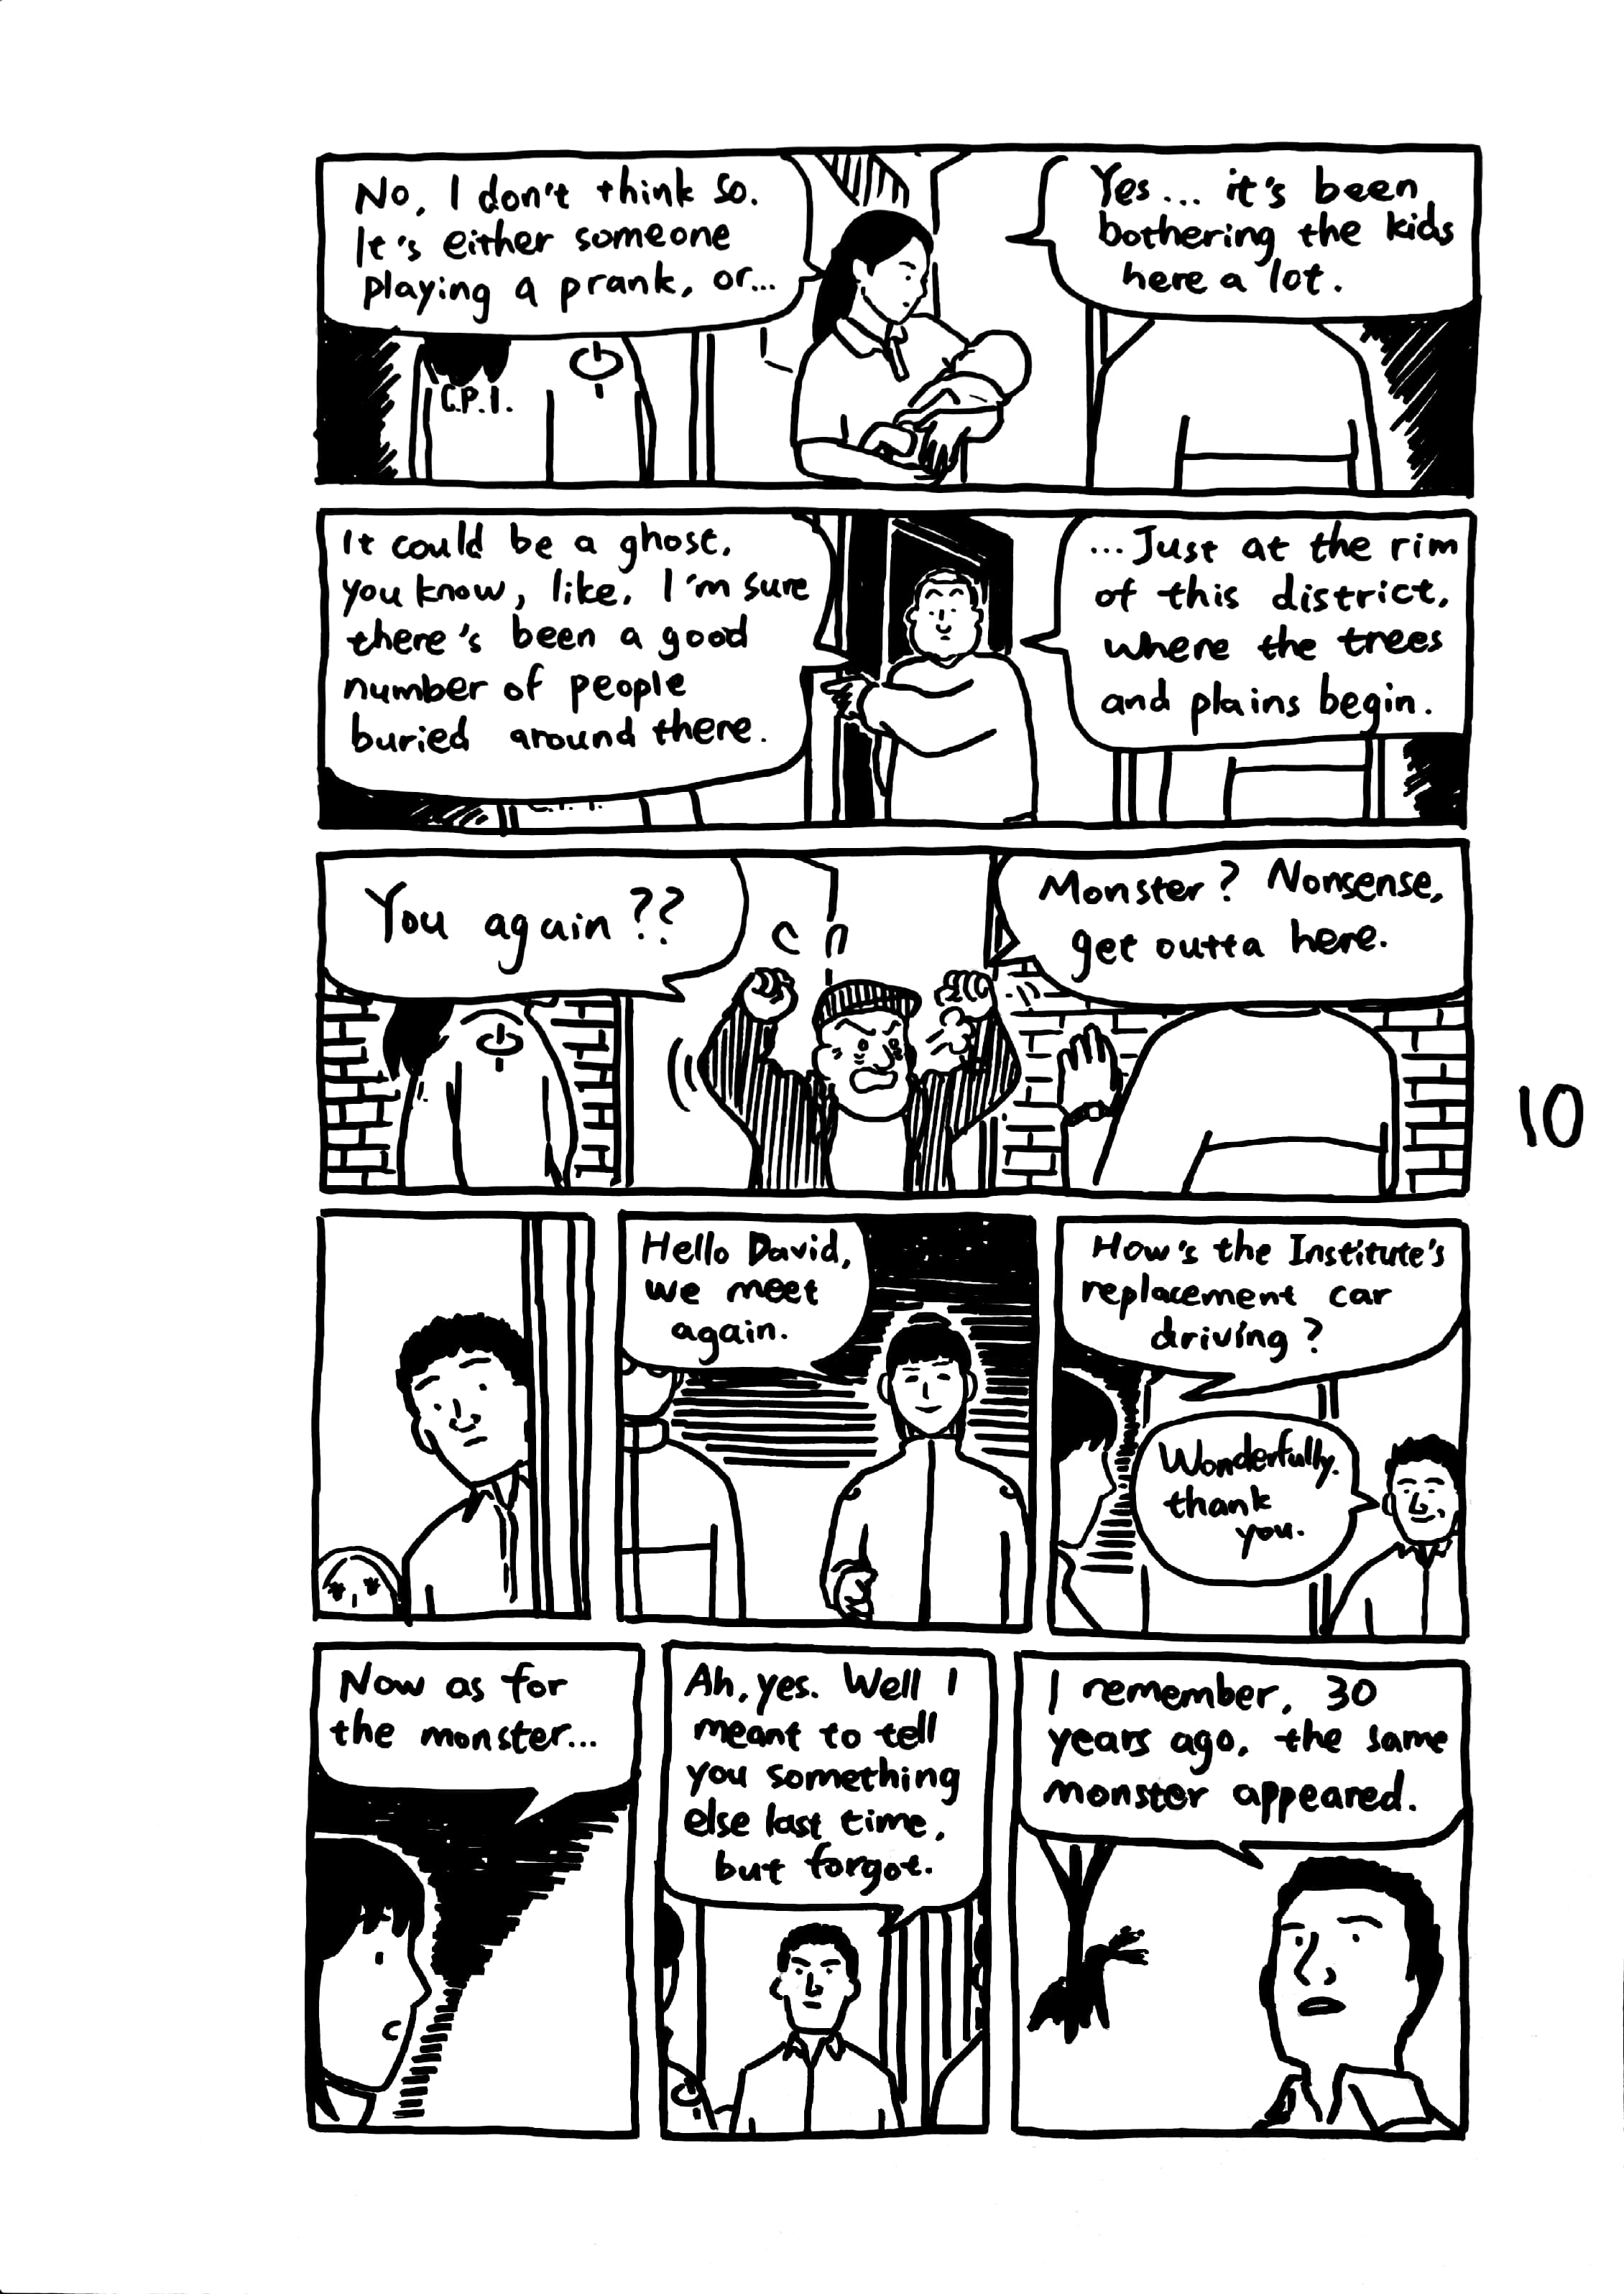 No, I don't think so.
It's either someone
playing a prank, or...
Yes... it's been
bothering the kids
here a lot.
C.P.I.
It could be a ghost,
you know, like, I'm sure
there's been a good
number of people
buried around there.
...Just at the rim
of this district,
where the trees
and plains begin.
You again??
Monster? Nonsense,
get outta here.
10
Hello David,
we meet
again.
How's the Institute's
replacement car
driving?
Wonderfully.
thank
you.
Now as for
the monster...
Ah, yes. Well I
meant to tell
you something
else last time,
but forgot.
I remember, 30
years ago, the same
monster appeared.